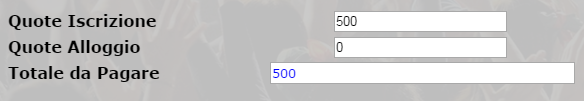 Quote Iscrizione 500
Quote Alloggio 0
Totale da Pagare 500